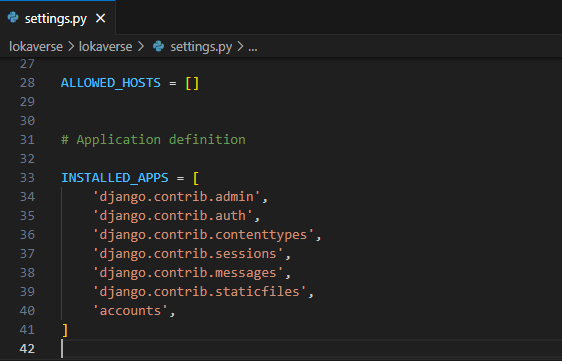 settings.py ×
lokaverse > lokaverse > settings.py > ...
27
28 ALLOWED_HOSTS = []
29
30
31 # Application definition
32
33 INSTALLED_APPS = [
34     'django.contrib.admin',
35     'django.contrib.auth',
36     'django.contrib.contenttypes',
37     'django.contrib.sessions',
38     'django.contrib.messages',
39     'django.contrib.staticfiles',
40     'accounts',
41 ]
42